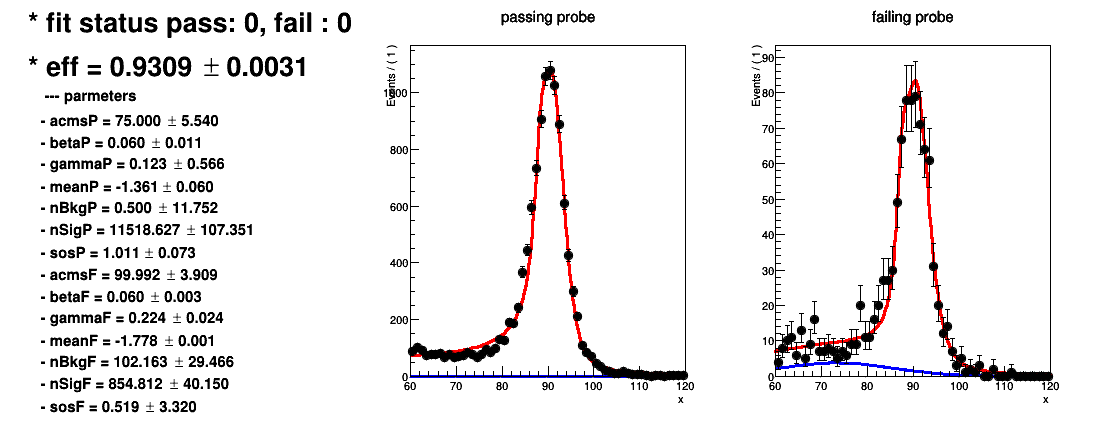 * fit status pass: 0, fail : 0
* eff = 0.9309 ± 0.0031
--- parmeters
- acmsP = 75.000 ± 5.540
- betaP = 0.060 ± 0.011
- gammaP = 0.123 ± 0.566
- meanP = -1.361 ± 0.060
- nBkgP = 0.500 ± 11.752
- nSigP = 11518.627 ± 107.351
- sosP = 1.011 ± 0.073
- acmsF = 99.992 ± 3.909
- betaF = 0.060 ± 0.003
- gammaF = 0.224 ± 0.024
- meanF = -1.778 ± 0.001
- nBkgF = 102.163 ± 29.466
- nSigF = 854.812 ± 40.150
- sosF = 0.519 ± 3.320
passing probe
Events / ( 1 )
1000
800
600
400
200
0
60 70 80 90 100 110 120
x
failing probe
Events / ( 1 )
90
80
70
60
50
40
30
20
10
0
60 70 80 90 100 110 120
x